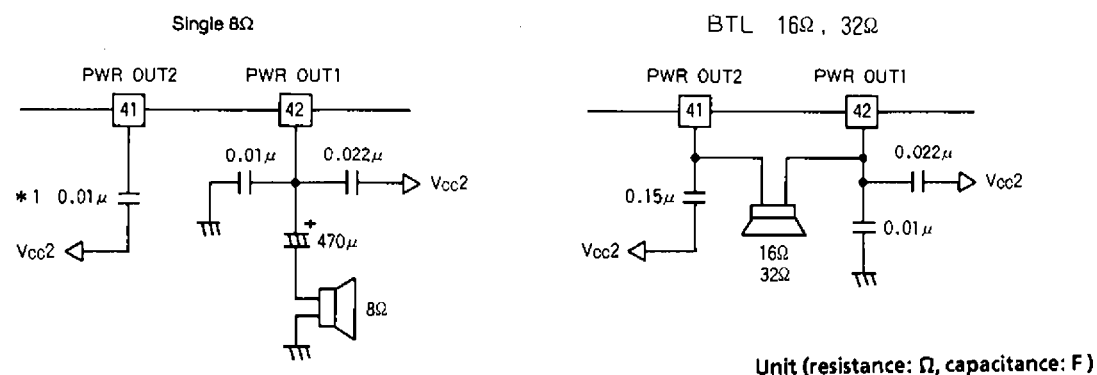 Single 8Ω
PWR OUT2 PWR OUT1
41 42
0.01μ 0.022μ
*1 0.01μ
Vcc2
Vcc2
+
470μ
8Ω
BTL 16Ω, 32Ω
PWR OUT2 PWR OUT1
41 42
0.022μ
0.15μ
Vcc2
0.01μ
Vcc2
16Ω
32Ω
Unit (resistance: Ω, capacitance: F)